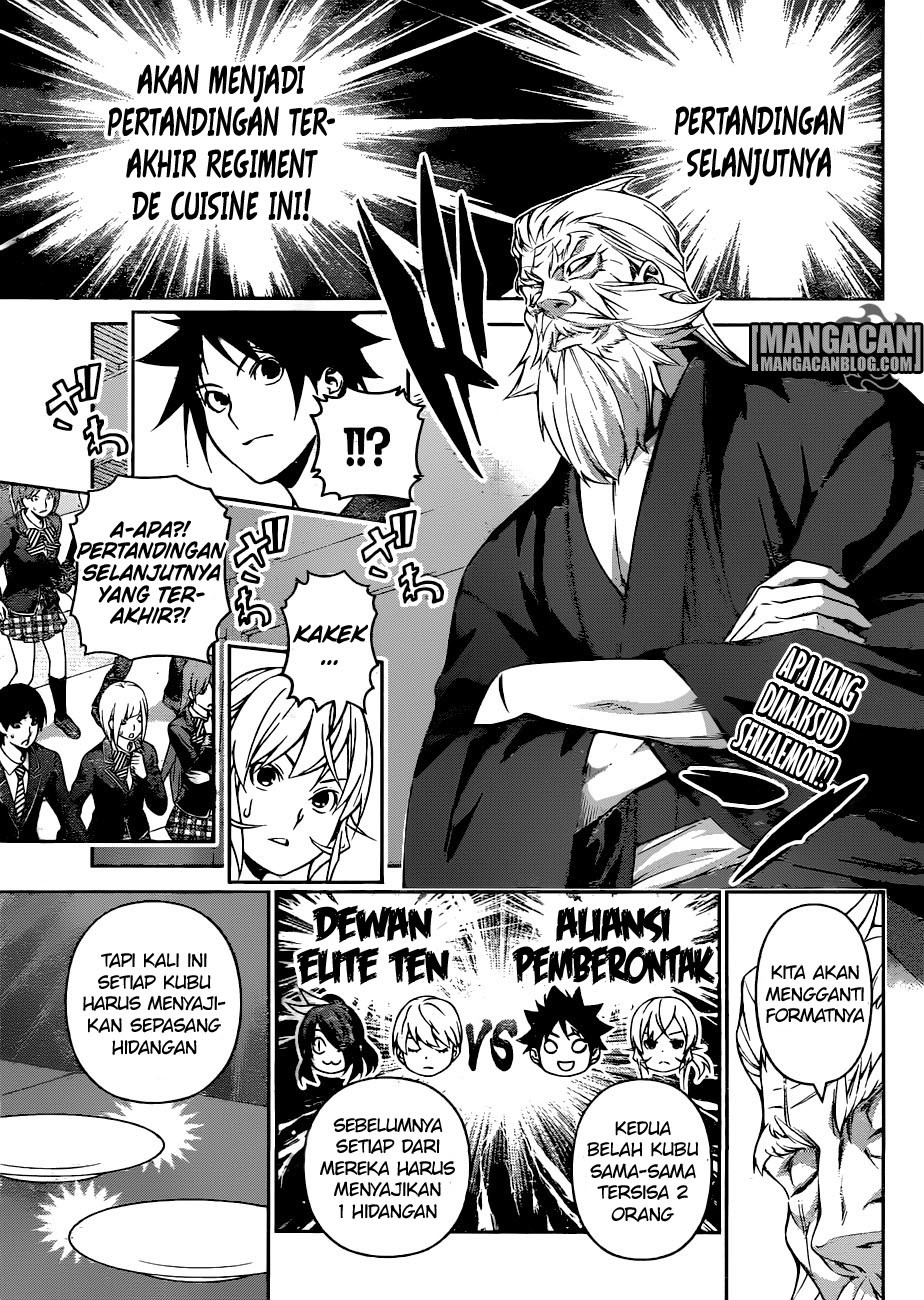 PERTANDINGAN
SELANJUTNYA
AKAN MENJADI
PERTANDINGAN TER-
AKHIR REGIMENT
DE CUISINE INI!
MANGACAN
MANGACANBLOG.COM
!!?
A-APA?!
PERTANDINGAN
SELANJUTNYA
YANG TER-
AKHIR?!
KAKEK
...
APA YANG
DIMAKSUD
SENZAEMON!!
KITA AKAN
MENGGANTI
FORMATNYA
DEWAN
ELITE TEN
VS
ALIANSI
PEMBERONTAK
KEDUA
BELAH KUBU
SAMA-SAMA
TERSISA 2
ORANG
SEBELUMNYA
SETIAP DARI
MEREKA HARUS
MENYAJIKAN
1 HIDANGAN
TAPI KALI INI
SETIAP KUBU
HARUS MENYAJI-
KAN SEPASANG
HIDANGAN